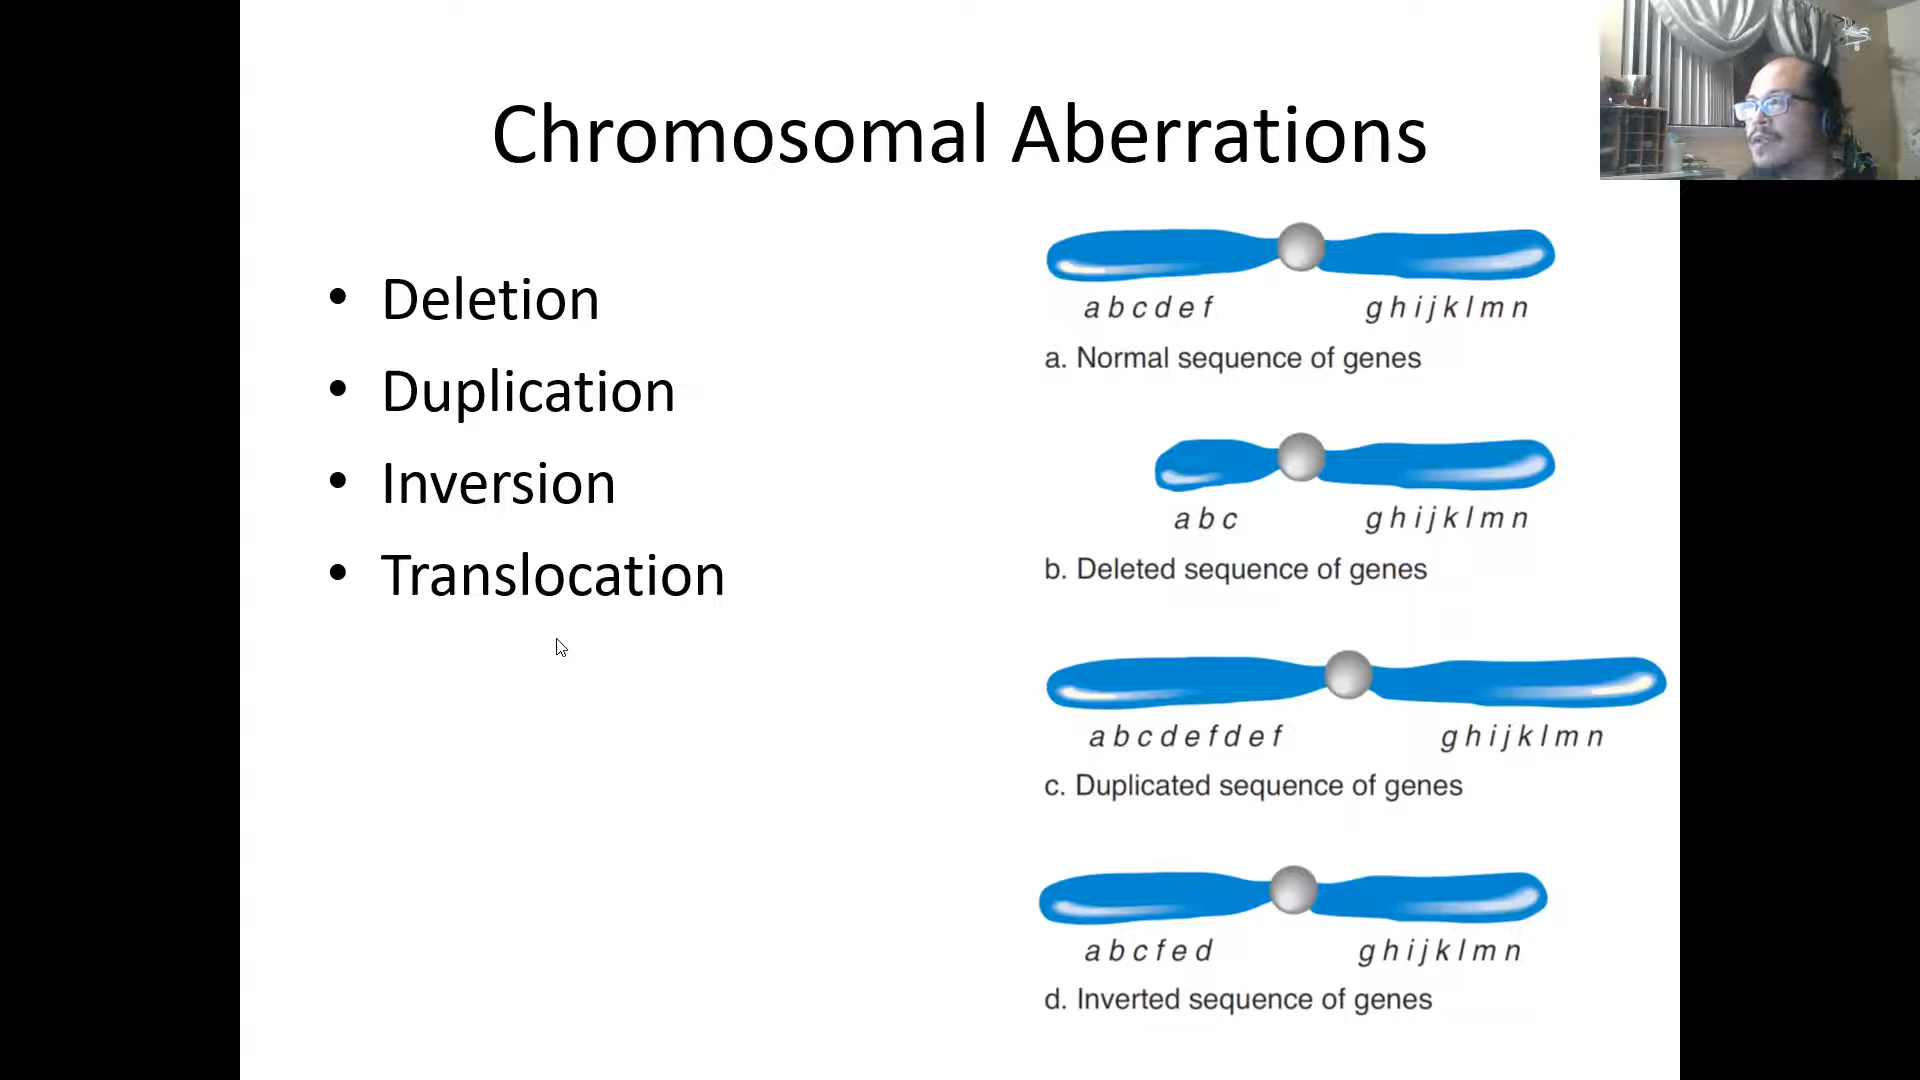 Chromosomal Aberrations
• Deletion
• Duplication
• Inversion
• Translocation
a b c d e f g h i j k l m n
a. Normal sequence of genes
a b c g h i j k l m n
b. Deleted sequence of genes
a b c d e f d e f g h i j k l m n
c. Duplicated sequence of genes
a b c f e d g h i j k l m n
d. Inverted sequence of genes